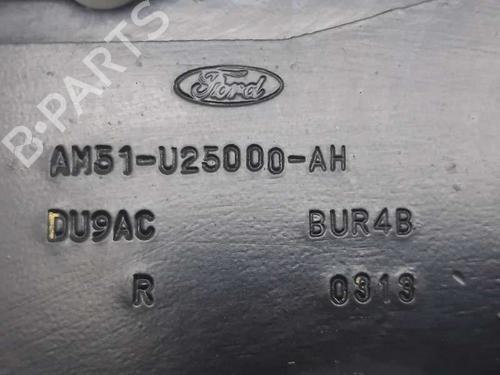 B-PARTS
Ford
AM51-U25000-AH
DU9AC BUR4B
R 0313